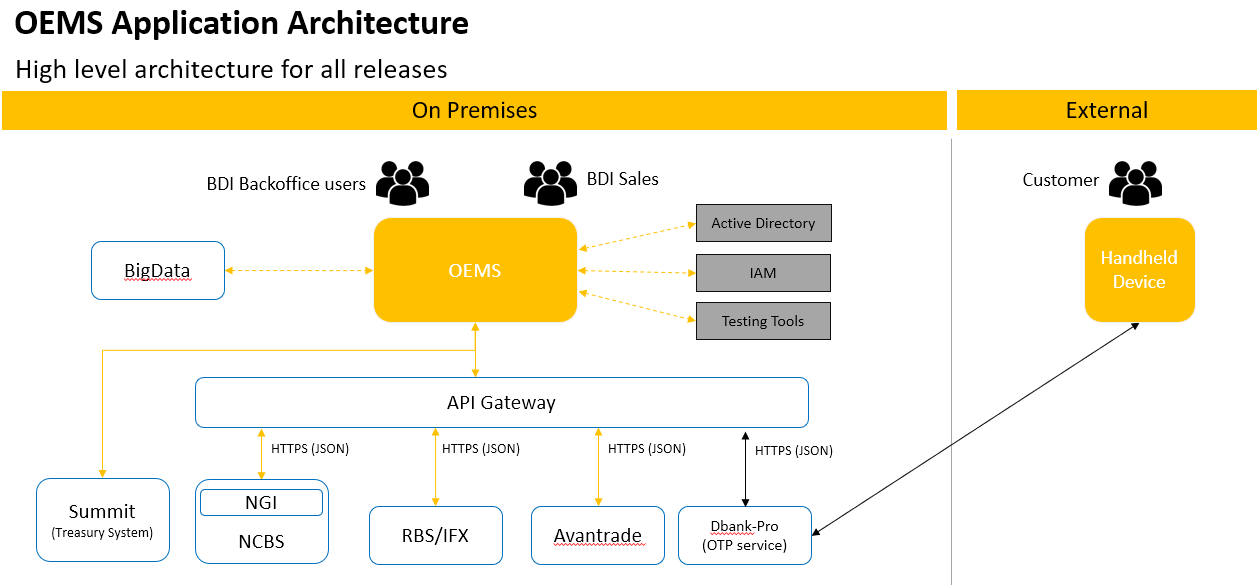 OEMS Application Architecture
High level architecture for all releases
On Premises
External
BDI Backoffice users
BDI Sales
Customer
BigData
OEMS
Active Directory
IAM
Testing Tools
Handheld
Device
API Gateway
HTTPS (JSON)
HTTPS (JSON)
HTTPS (JSON)
HTTPS (JSON)
Summit
(Treasury System)
NGI
NCBS
RBS/IFX
Avantrade
Dbank-Pro
(OTP service)